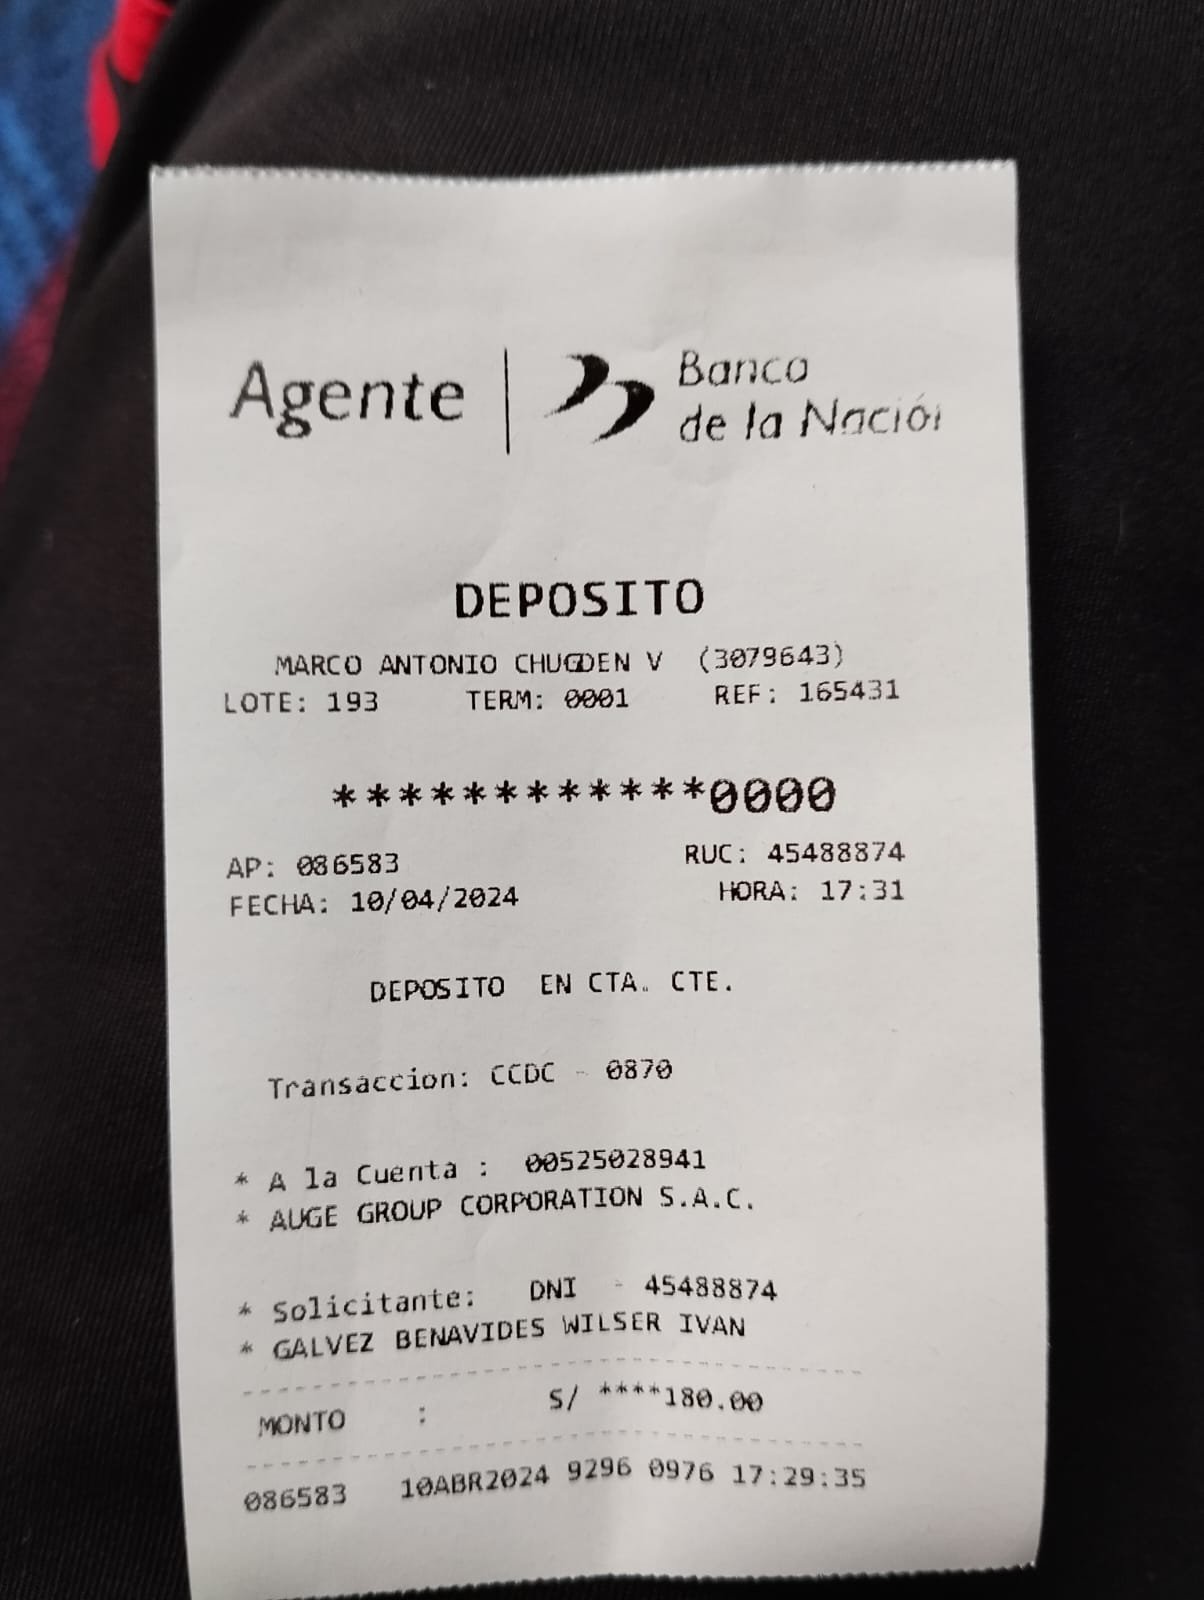 Agente | Banco
de la Nación
DEPOSITO
MARCO ANTONIO CHUGDEN V (3079643)
LOTE: 193 TERM: 0001 REF: 165431
************0000
AP: 086583 RUC: 45488874
FECHA: 10/04/2024 HORA: 17:31
DEPOSITO EN CTA. CTE.
Transaccion: CCDC - 0870
* A la Cuenta : 00525028941
* AUGE GROUP CORPORATION S.A.C.
* Solicitante: DNI - 45488874
* GALVEZ BENAVIDES WILSER IVAN
MONTO : S/ ****180.00
086583 10ABR2024 9296 0976 17:29:35